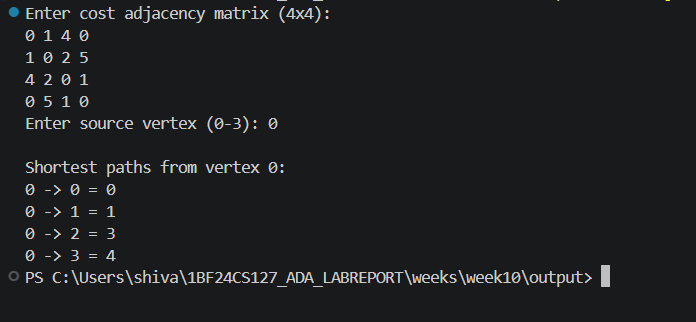 Enter cost adjacency matrix (4x4):
0 1 4 0
1 0 2 5
4 2 0 1
0 5 1 0
Enter source vertex (0-3): 0
Shortest paths from vertex 0:
0 -> 0 = 0
0 -> 1 = 1
0 -> 2 = 3
0 -> 3 = 4
PS C:\Users\shiva\1BF24CS127_ADA_LABREPORT\weeks\week10\output>